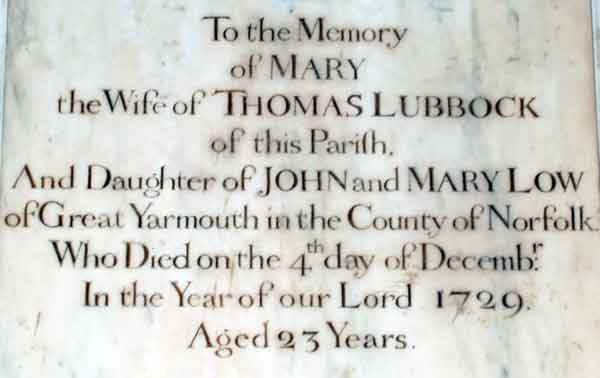 To the Memory
of MARY
the Wife of THOMAS LUBBOCK
of this Pariſh.
And Daughter of JOHN and MARY LOW
of Great Yarmouth in the County of Norfolk.
Who Died on the 4th day of Decembr.
In the Year of our Lord 1729.
Aged 23 Years.